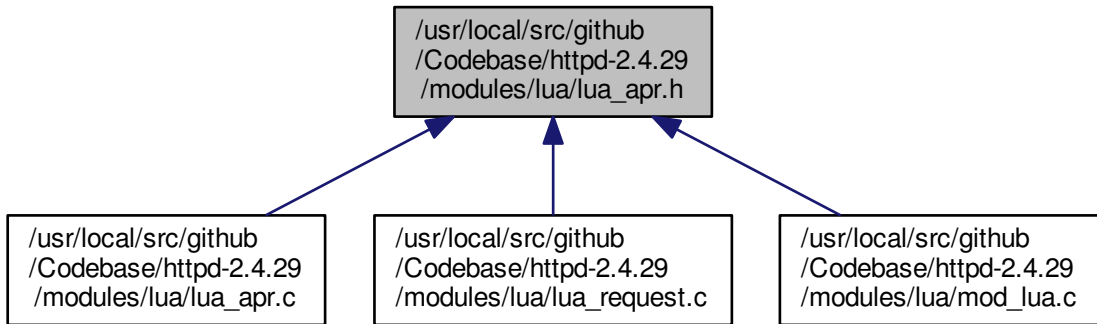 /usr/local/src/github
/Codebase/httpd-2.4.29
/modules/lua/lua_apr.h
/usr/local/src/github
/Codebase/httpd-2.4.29
/modules/lua/lua_apr.c
/usr/local/src/github
/Codebase/httpd-2.4.29
/modules/lua/lua_request.c
/usr/local/src/github
/Codebase/httpd-2.4.29
/modules/lua/mod_lua.c